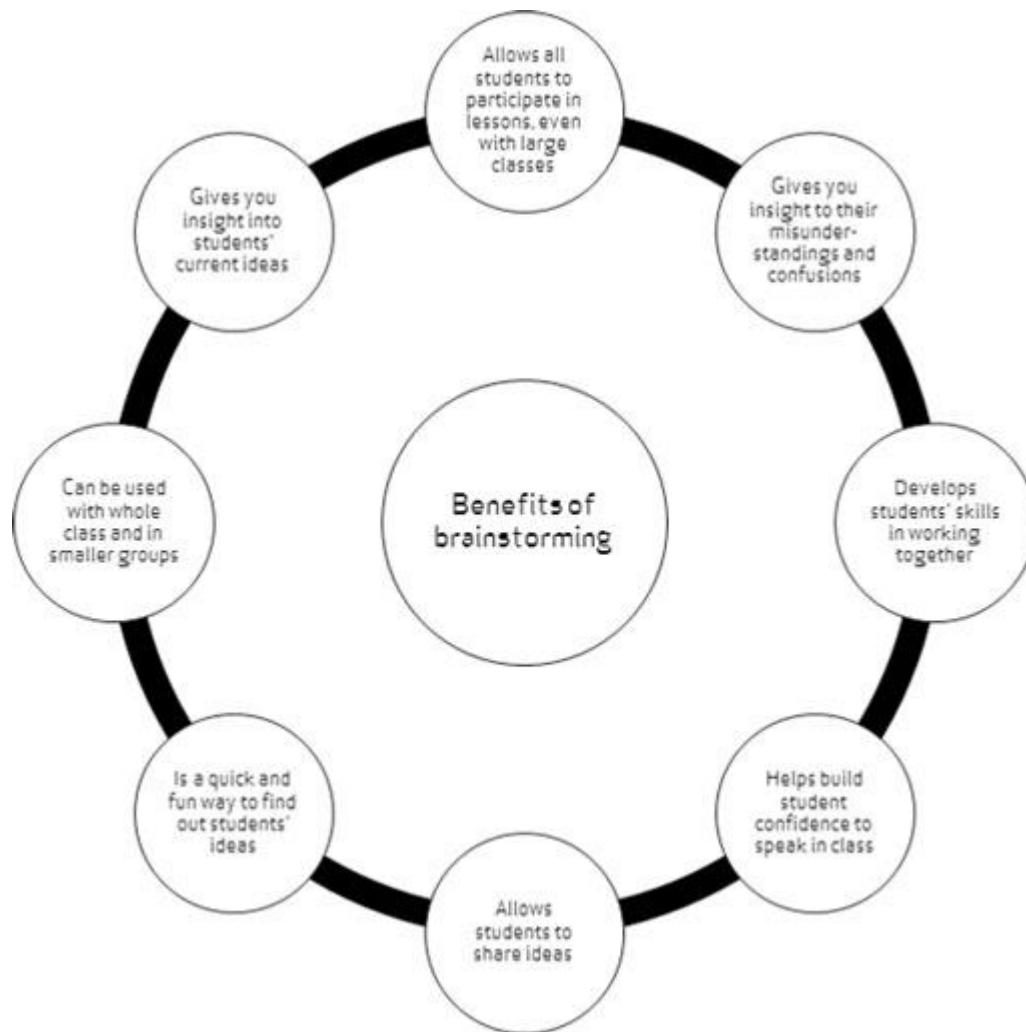 Benefits of
brainstorming
Allows all
students to
participate in
lessons, even
with large
classes
Gives you
insight to their
misunder-
standings and
confusions
Develops
students' skills
in working
together
Helps build
student
confidence to
speak in class
Allows
students to
share ideas
Is a quick and
fun way to find
out students'
ideas
Can be used
with whole
class and in
smaller groups
Gives you
insight into
students'
current ideas